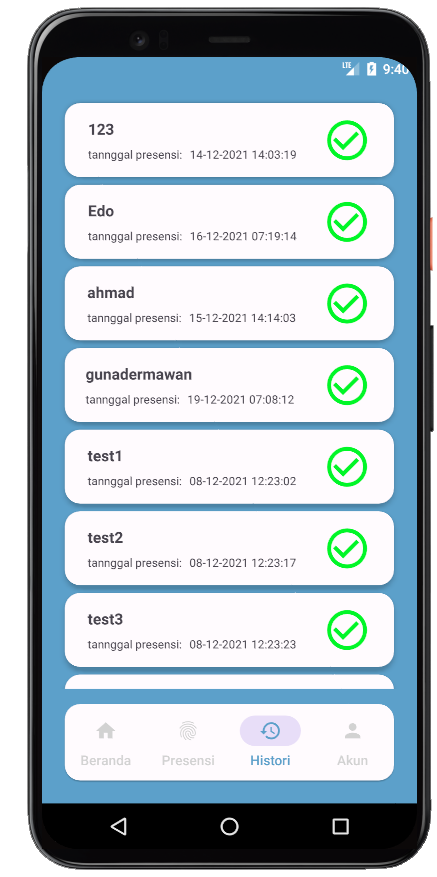 LTE 9:40
123
tannggal presensi: 14-12-2021 14:03:19
Edo
tannggal presensi: 16-12-2021 07:19:14
ahmad
tannggal presensi: 15-12-2021 14:14:03
gunadermawan
tannggal presensi: 19-12-2021 07:08:12
test1
tannggal presensi: 08-12-2021 12:23:02
test2
tannggal presensi: 08-12-2021 12:23:17
test3
tannggal presensi: 08-12-2021 12:23:23
Beranda Presensi Histori Akun